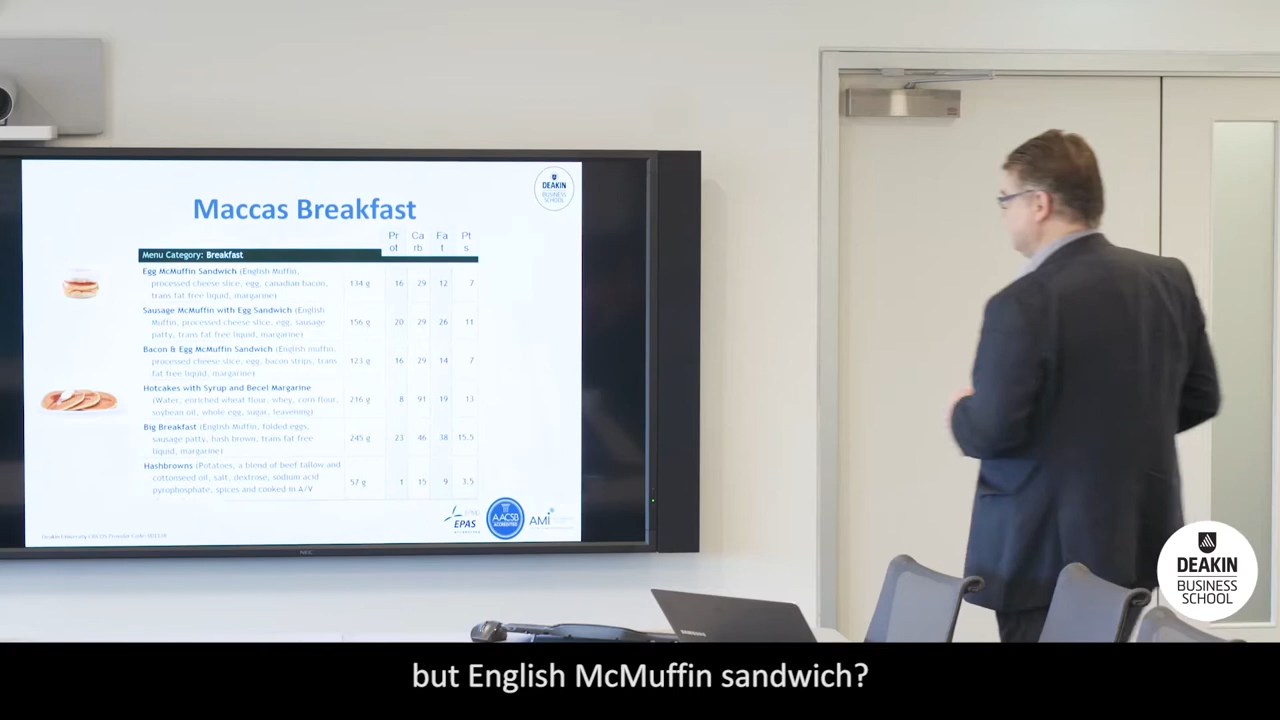 DEAKIN
BUSINESS
SCHOOL
Maccas Breakfast
Pr Ca Fa Pt
ot rb t s
Menu Category: Breakfast
Egg McMuffin Sandwich (English Muffin,
processed cheese slice, egg, canadian bacon, 134 g 16 29 12 7
trans fat free liquid, margarine)
Sausage McMuffin with Egg Sandwich (English
Muffin, processed cheese slice, egg, sausage 156 g 20 29 26 11
patty, trans fat free liquid, margarine)
Bacon & Egg McMuffin Sandwich (English muffin,
processed cheese slice, egg, bacon strips, trans 123 g 16 29 14 7
fat free liquid, margarine)
Hotcakes with Syrup and Becel Margarine
(Water, enriched wheat flour, whey, corn flour, 216 g 8 91 19 13
soybean oil, whole egg, sugar, leavening)
Big Breakfast (English Muffin, folded eggs,
sausage patty, hash brown, trans fat free 245 g 23 46 38 15.5
liquid, margarine)
Hashbrowns (Potatoes, a blend of beef tallow and
cottonseed oil, salt, dextrose, sodium acid 57 g 1 15 9 3.5
pyrophosphate, spices and cooked in A/V
EPAS
AACSB
ACCREDITED
AMI
Deakin University CRICOS Provider Code:
NEC
SAMSUNG
DEAKIN
BUSINESS
SCHOOL
but English McMuffin sandwich?